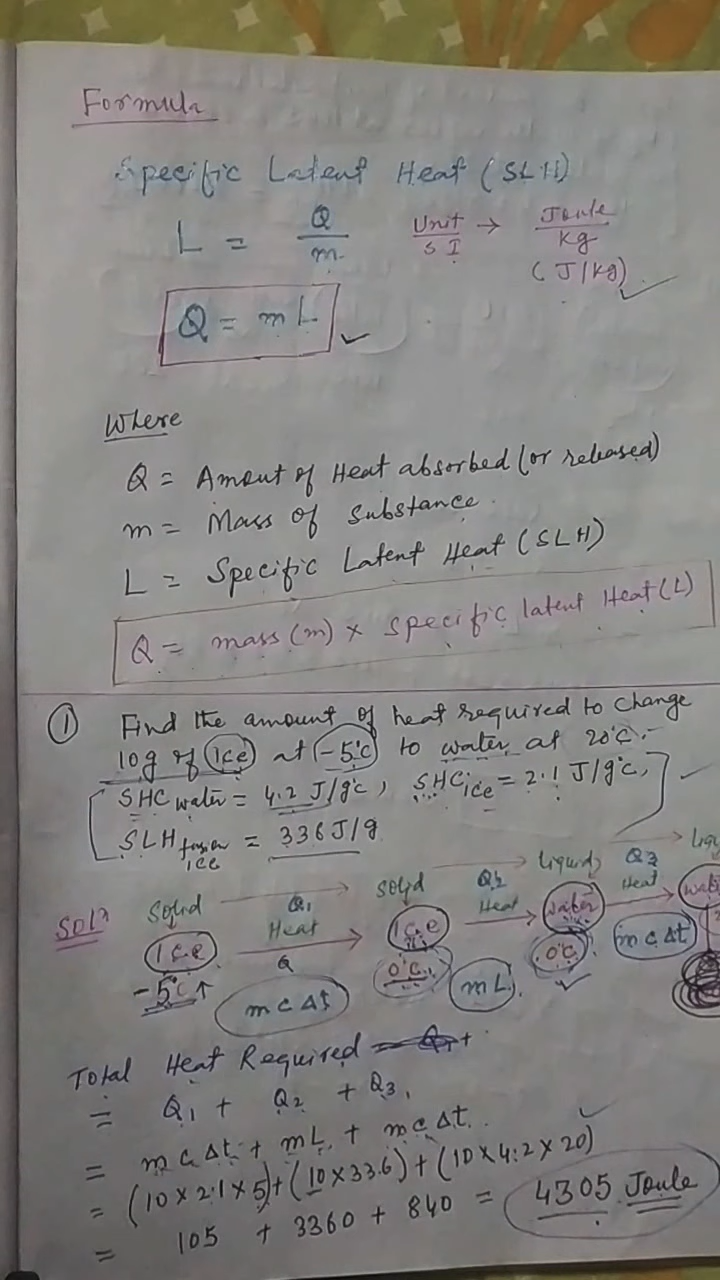 Formula
Specific Latent Heat (SLH)
L = Q/m Unit/SI → Joule/Kg
(J/kg)
Q = mL
Where
Q = Amout of Heat absorbed (or released)
m = Mass of Substance.
L = Specific Latent Heat (SLH)
Q = mass (m) x specific latent Heat (L)
① Find the amount of heat required to change
10g of Ice at -5°C to water at 20°C.
SHC water = 4.2 J/g°C, SHC ice = 2.1 J/g°C,
SLH fusion ice = 336 J/g
Solid Q1 Solid Q2 liquid Q3
Soln Ice Heat Ice Heat water Heat
-5°C ↑ Q 0°C 0°C
mcΔt mL mcΔt
Total Heat Required
= Q1 + Q2 + Q3
= mcΔt + mL + mcΔt
= (10 x 2.1 x 5) + (10 x 336) + (10 x 4.2 x 20)
= 105 + 3360 + 840 = 4305 Joule